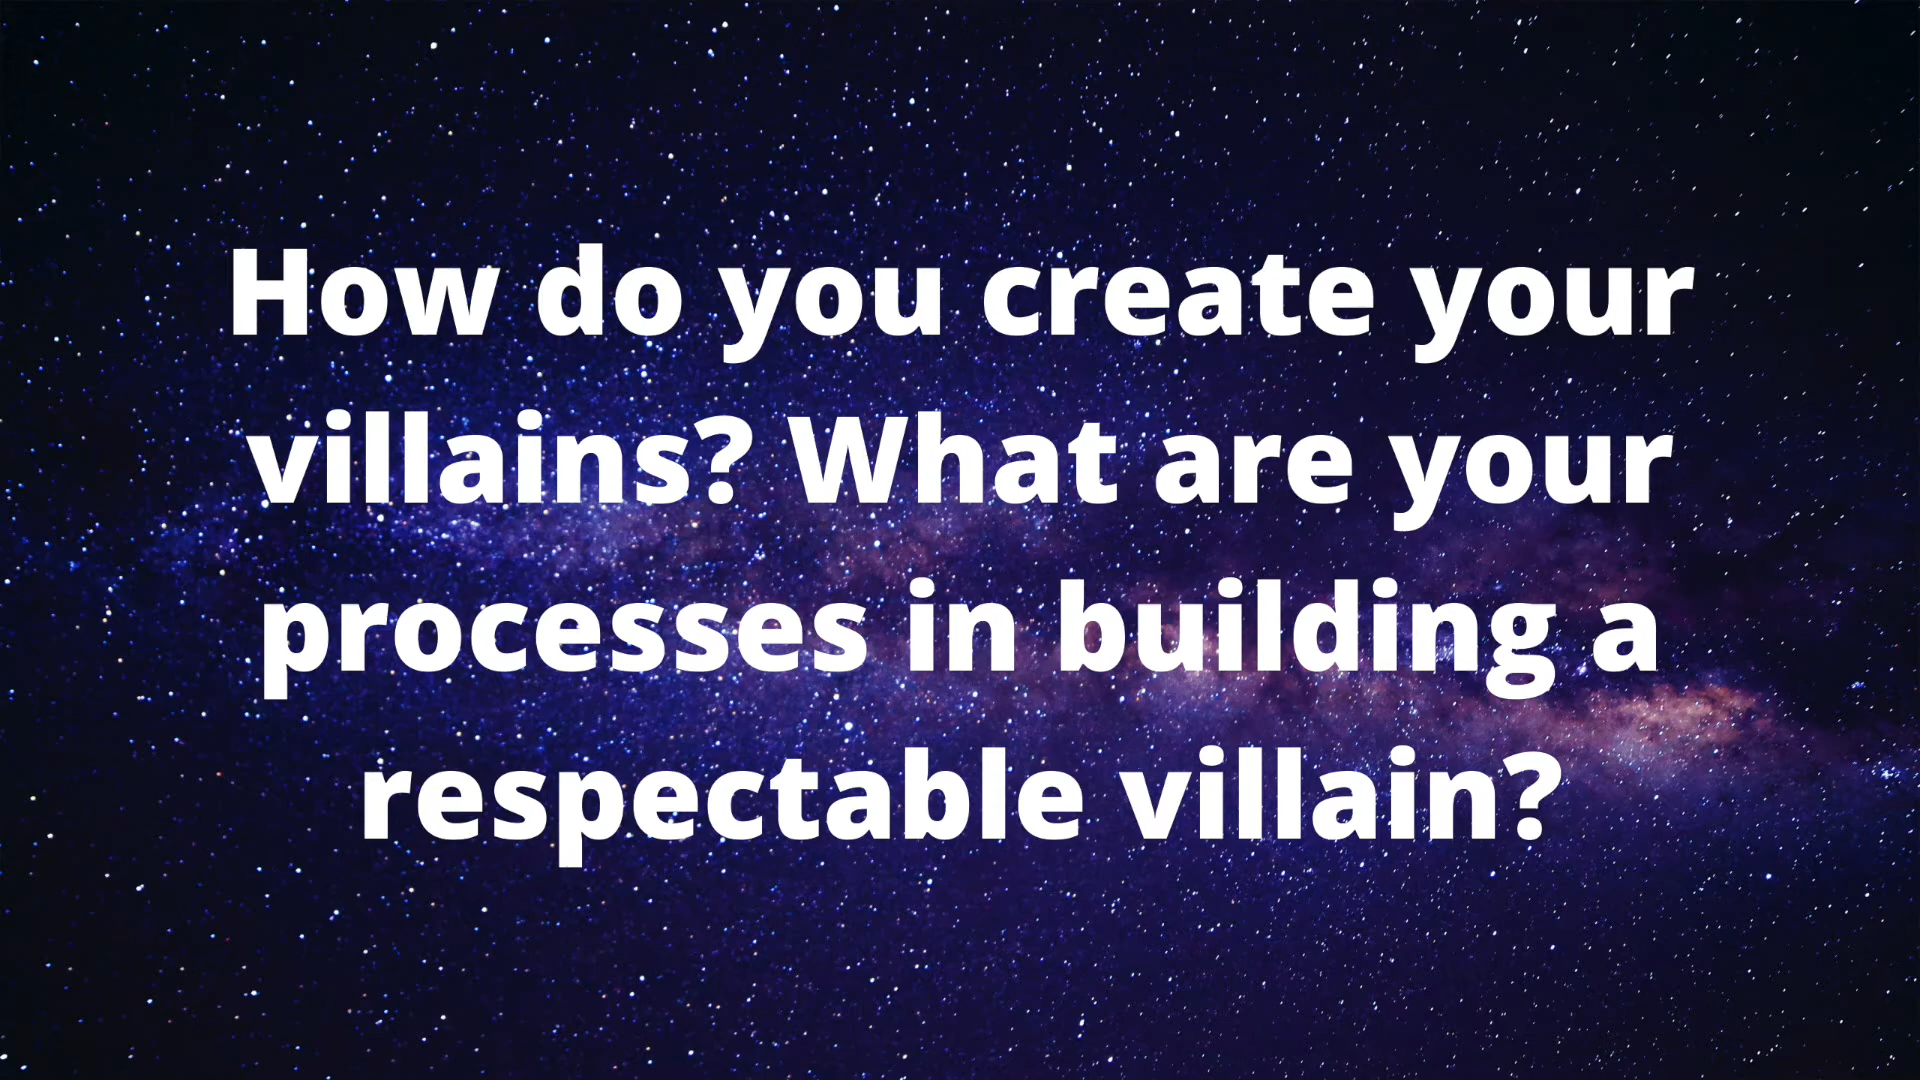 How do you create your
villains? What are your
processes in building a
respectable villain?